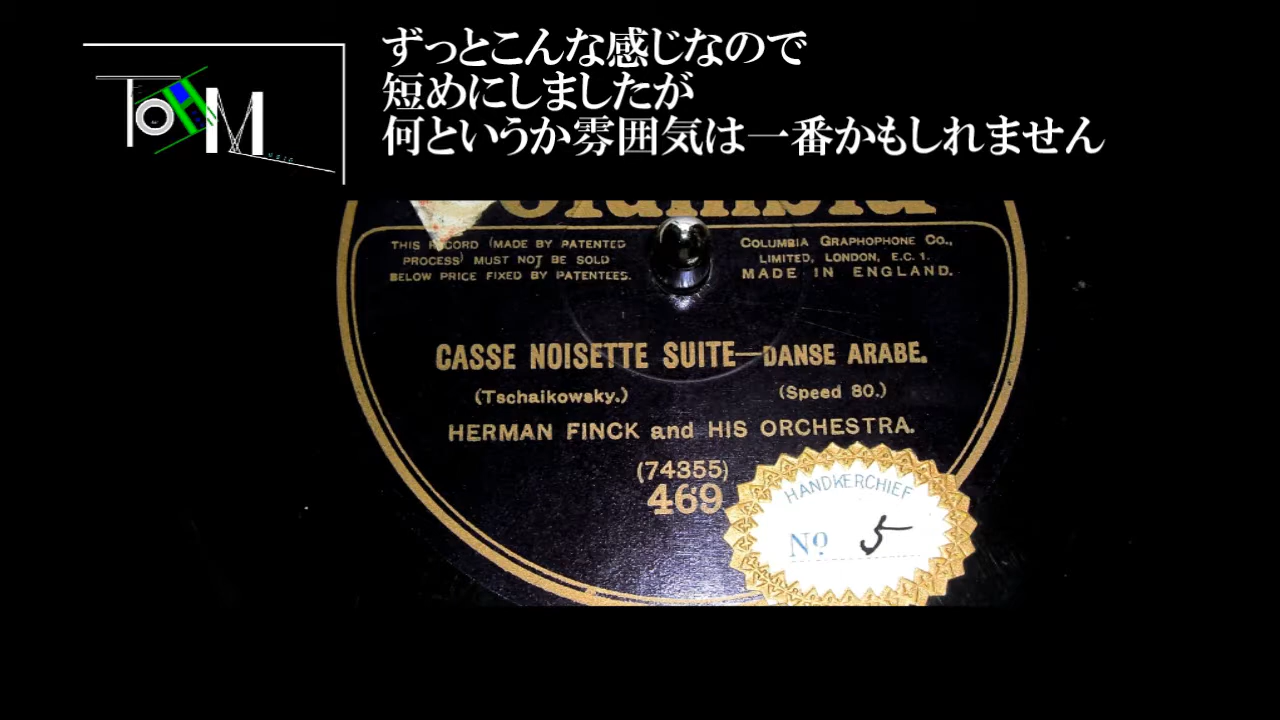 ToM
ずっとこんな感じなので
短めにしましたが
何というか雰囲気は一番かもしれません
Columbia
THIS RECORD (MADE BY PATENTED
PROCESS) MUST NOT BE SOLD
BELOW PRICE FIXED BY PATENTEES.
COLUMBIA GRAPHOPHONE CO.,
LIMITED, LONDON, E.C. 1.
MADE IN ENGLAND.
CASSE NOISETTE SUITE—DANSE ARABE.
(Tschaikowsky.) (Speed 80.)
HERMAN FINCK and HIS ORCHESTRA.
(74355)
469
HANDKERCHIEF
Nº 5